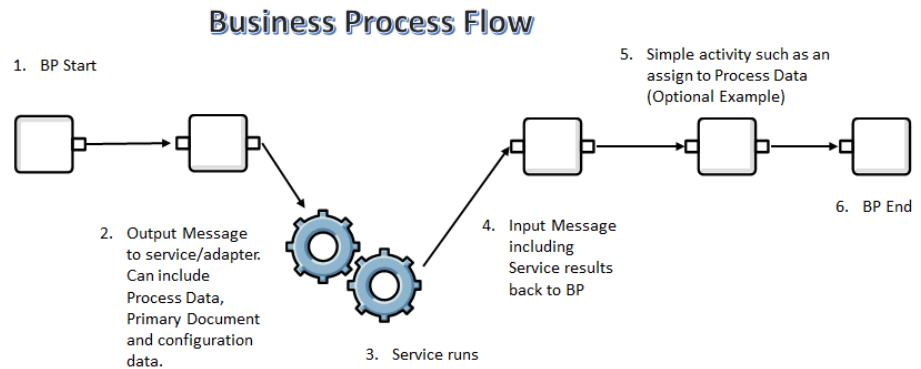 Business Process Flow
1. BP Start
2. Output Message
to service/adapter.
Can include
Process Data,
Primary Document
and configuration
data.
3. Service runs
4. Input Message
including
Service results
back to BP
5. Simple activity such as an
assign to Process Data
(Optional Example)
6. BP End